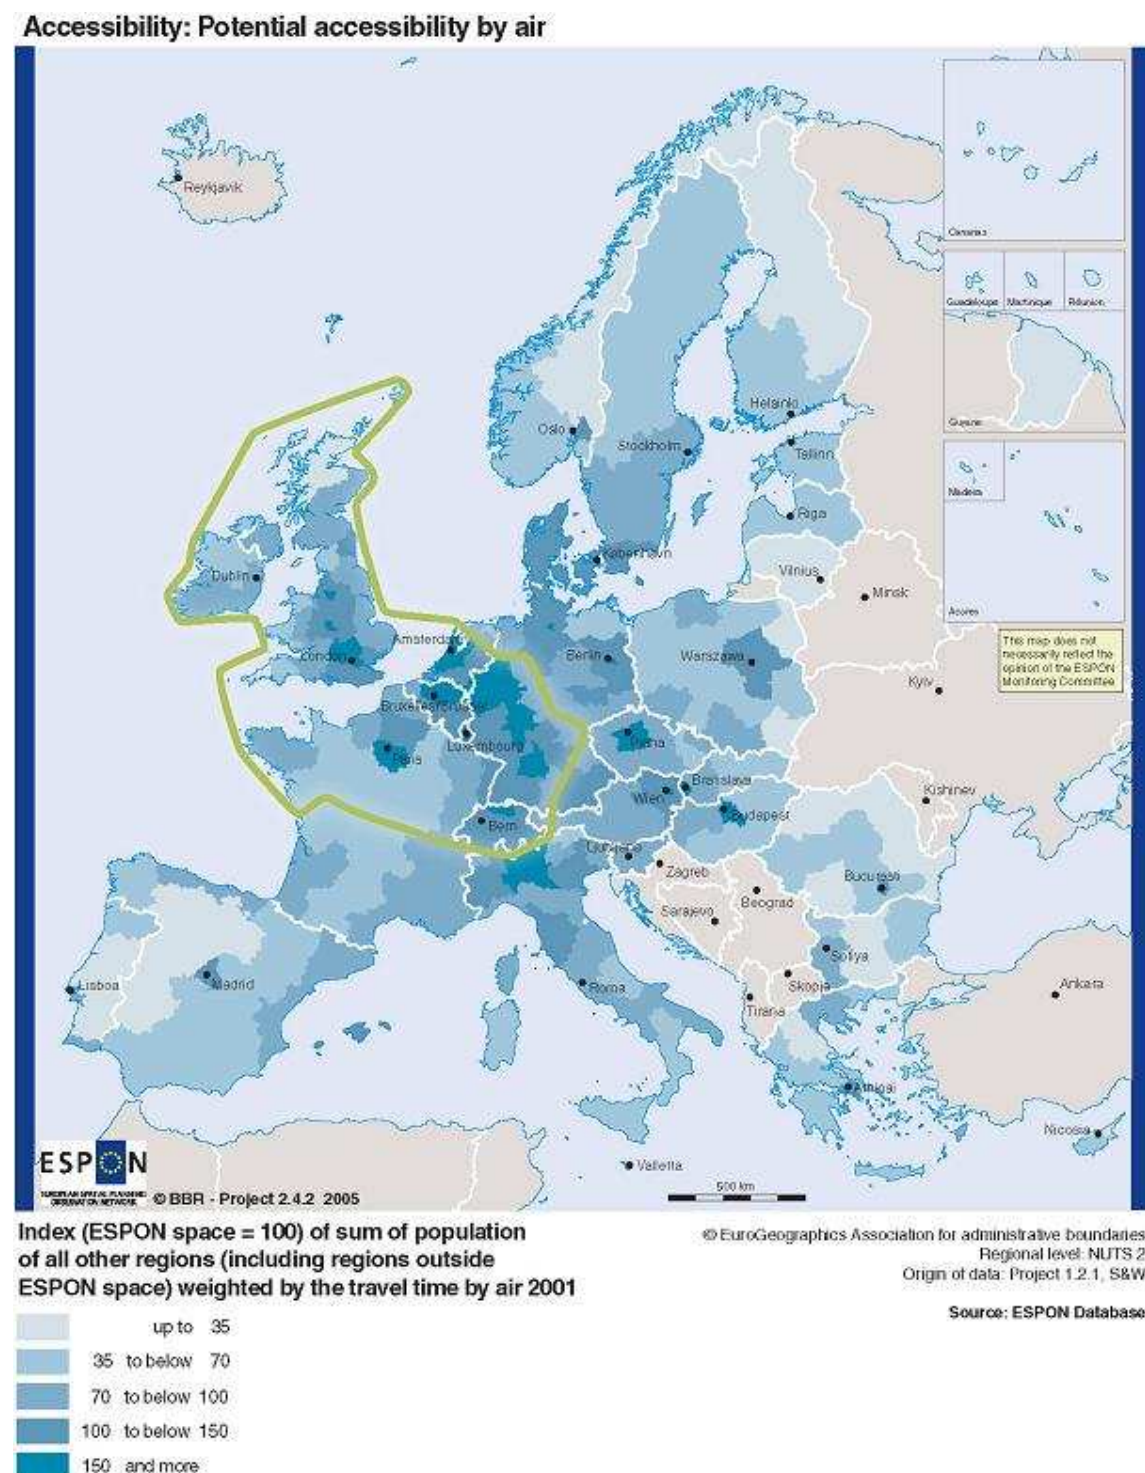 Accessibility: Potential accessibility by air
Reykjavik
Canarias
Guadeloupe
Martinique
Réunion
Guyane
Madeira
Acores
This map does not
necessarily reflect the
opinion of the ESPON
Monitoring Committee
Helsinki
Oslo
Stockholm
Tallinn
Riga
København
Vilnius
Minsk
Dublin
Amsterdam
London
Berlin
Warszawa
Kyiv
Luxembourg
Praha
Paris
Bratislava
Wien
Kishinev
Budapest
Bern
Ljubljana
Zagreb
Bucuresti
Beograd
Sarajevo
Sofiya
Lisboa
Madrid
Roma
Skopje
Tirana
Ankara
Athinai
Nicosia
Valletta
ESPON
EUROPEAN SPATIAL PLANNING
OBSERVATION NETWORK
© BBR - Project 2.4.2 2005
500 km
Index (ESPON space = 100) of sum of population
of all other regions (including regions outside
ESPON space) weighted by the travel time by air 2001
© EuroGeographics Association for administrative boundaries
Regional level: NUTS 2
Origin of data: Project 1.2.1, S&W
Source: ESPON Database
up to 35
35 to below 70
70 to below 100
100 to below 150
150 and more